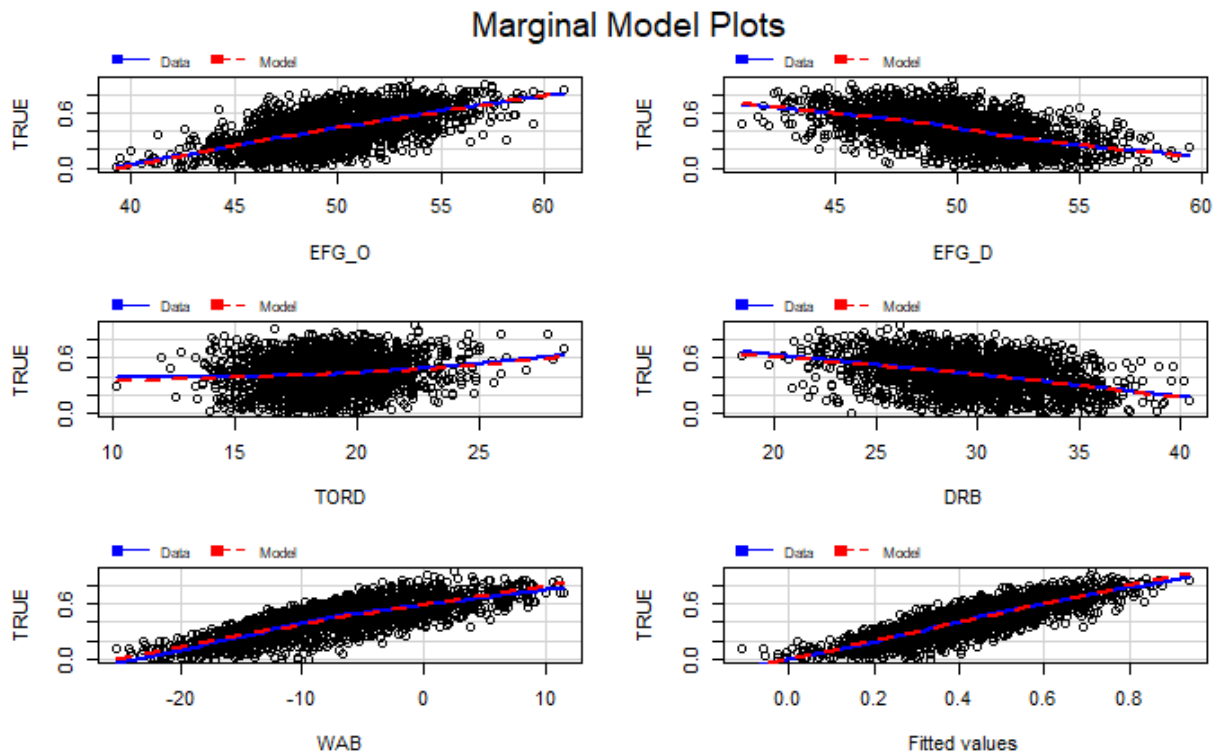 Marginal Model Plots
Data Model
Data Model
TRUE
0.0 0.6
40 45 50 55 60
EFG_O
TRUE
0.0 0.6
45 50 55 60
EFG_D
Data Model
Data Model
TRUE
0.0 0.6
10 15 20 25
TORD
TRUE
0.0 0.6
20 25 30 35 40
DRB
Data Model
Data Model
TRUE
0.0 0.6
-20 -10 0 10
WAB
TRUE
0.0 0.6
0.0 0.2 0.4 0.6 0.8
Fitted values